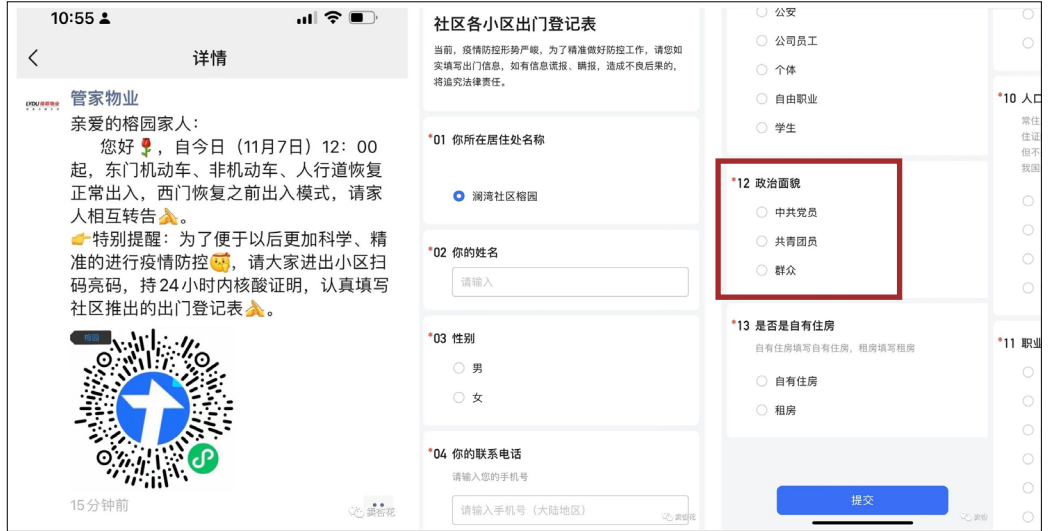 10:55
详情
管家物业
亲爱的榕园家人：
您好🌹，自今日（11月7日）12：00
起，东门机动车、非机动车、人行道恢复
正常出入，西门恢复之前出入模式，请家
人相互转告🙏。
👉特别提醒：为了便于以后更加科学、精
准的进行疫情防控😷，请大家进出小区扫
码亮码，持24小时内核酸证明，认真填写
社区推出的出门登记表🙏。
榕园
15分钟前
社区各小区出门登记表
当前，疫情防控形势严峻，为了精准做好防控工作，请您如
实填写出门信息，如有信息谎报、瞒报，造成不良后果的，
将追究法律责任。
*01 你所在居住处名称
澜湾社区榕园
*02 你的姓名
请输入
*03 性别
男
女
*04 你的联系电话
请输入您的手机号
请输入手机号（大陆地区）
公安
公司员工
个体
自由职业
学生
*12 政治面貌
中共党员
共青团员
群众
*13 是否是自有住房
自有住房填写自有住房，租房填写租房
自有住房
租房
提交
*10 人口
常住
住证
但不
我国
*11 职业